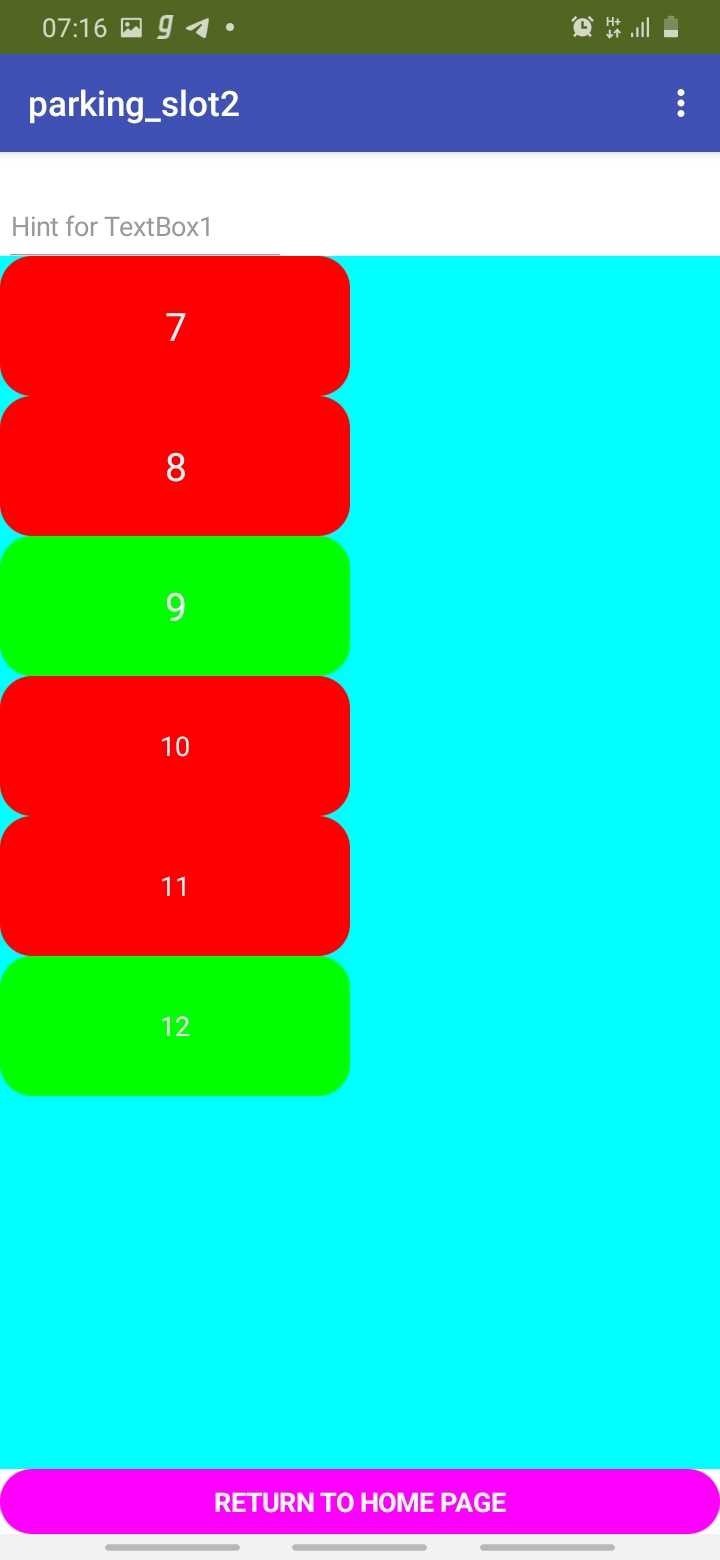 07:16
H+
parking_slot2
Hint for TextBox1
7
8
9
10
11
12
RETURN TO HOME PAGE